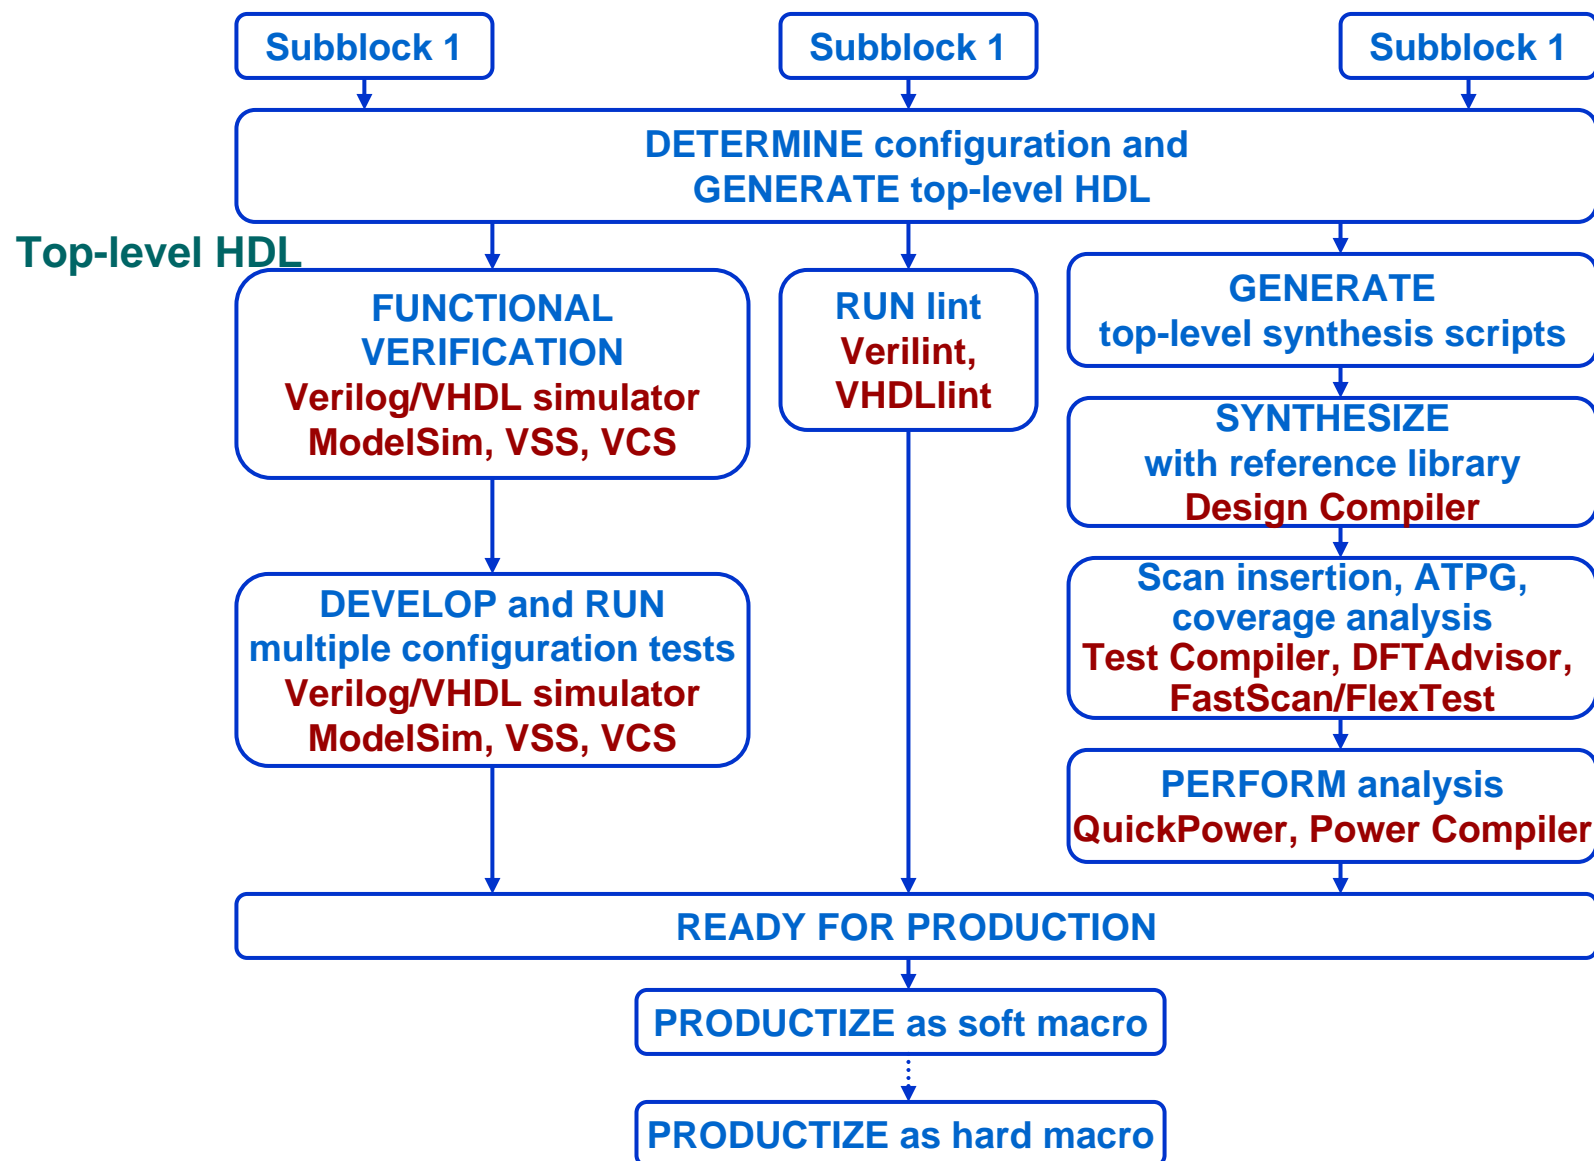 Subblock 1
Subblock 1
Subblock 1
DETERMINE configuration and
GENERATE top-level HDL
Top-level HDL
FUNCTIONAL
VERIFICATION
Verilog/VHDL simulator
ModelSim, VSS, VCS
RUN lint
Verilint,
VHDLlint
GENERATE
top-level synthesis scripts
SYNTHESIZE
with reference library
Design Compiler
DEVELOP and RUN
multiple configuration tests
Verilog/VHDL simulator
ModelSim, VSS, VCS
Scan insertion, ATPG,
coverage analysis
Test Compiler, DFTAdvisor,
FastScan/FlexTest
PERFORM analysis
QuickPower, Power Compiler
READY FOR PRODUCTION
PRODUCTIZE as soft macro
PRODUCTIZE as hard macro